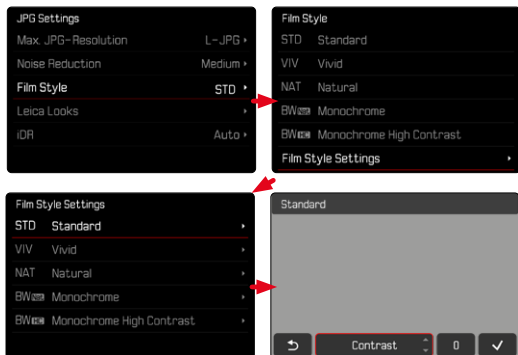 JPG Settings
Max. JPG-Resolution L-JPG
Noise Reduction Medium
Film Style STD
Leica Looks
iDR Auto
Film Style
STD Standard
VIV Vivid
NAT Natural
BW Monochrome
BW Monochrome High Contrast
Film Style Settings
Film Style Settings
STD Standard
VIV Vivid
NAT Natural
BW Monochrome
BW Monochrome High Contrast
Standard
Contrast 0